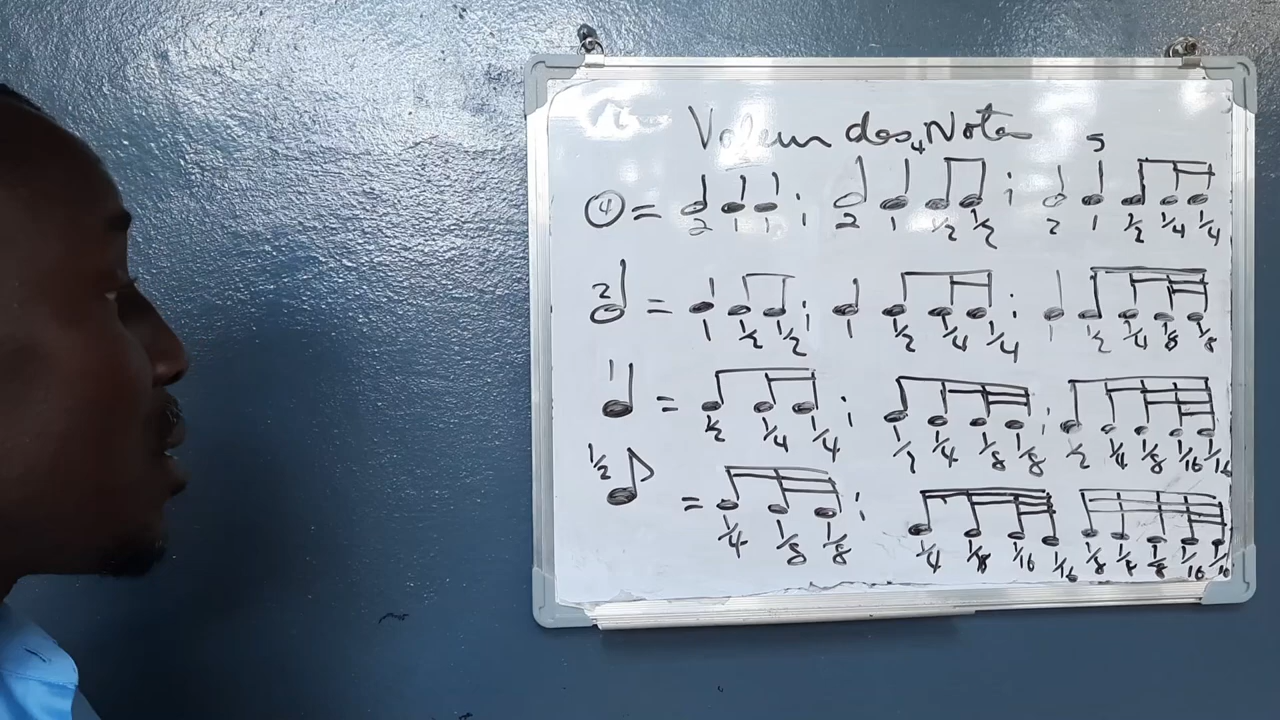 Valeur des Notes
4 5
④ = 2 1 1 ; 2 1 1/2 1/2 ; 2 1 1/2 1/4 1/4
2 = 1 1/2 1/2 ; 1 1/2 1/4 1/4 ; 1 1/2 1/4 1/8 1/8
1 = 1/2 1/4 1/4 ; 1/2 1/4 1/8 1/8 ; 1/2 1/4 1/8 1/16 1/16
1/2 = 1/4 1/8 1/8 ; 1/4 1/8 1/16 1/16 1/8 1/8 1/8 1/16 1/16